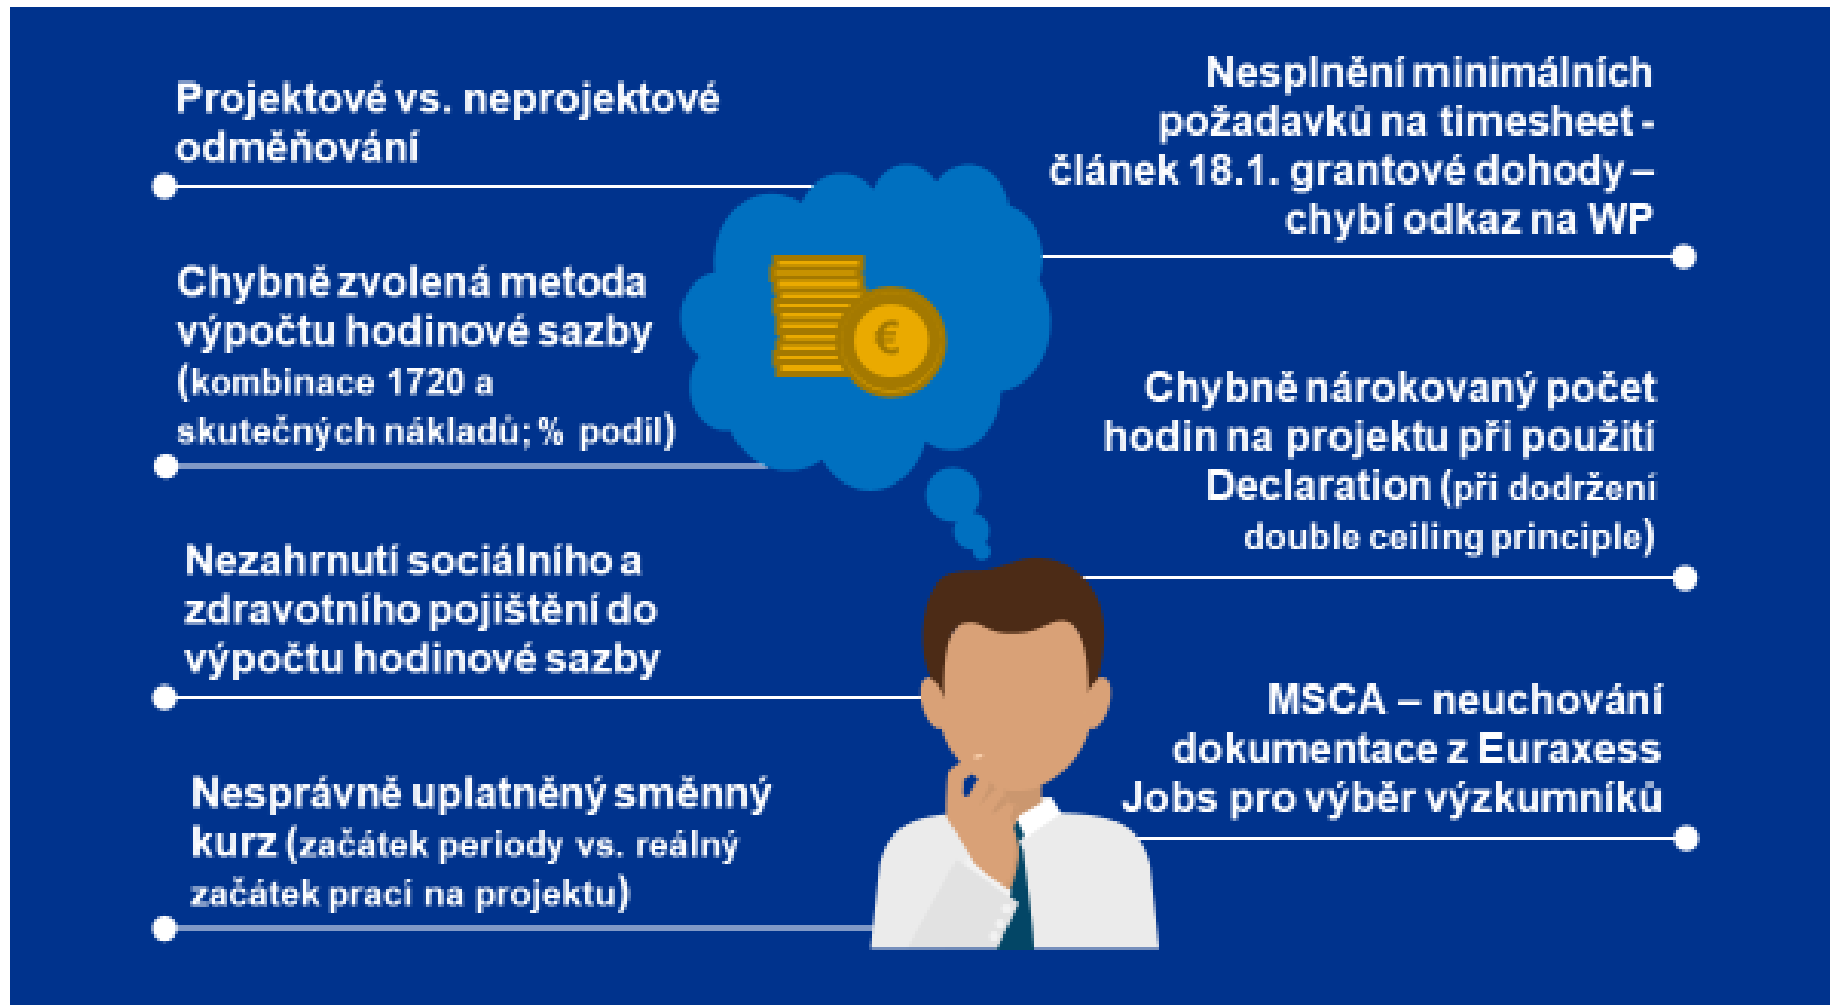 Projektové vs. neprojektové
odměňování
Chybně zvolená metoda
výpočtu hodinové sazby
(kombinace 1720 a
skutečných nákladů; % podíl)
Nezahrnutí sociálního a
zdravotního pojištění do
výpočtu hodinové sazby
Nesprávně uplatněný směnný
kurz (začátek periody vs. reálný
začátek prací na projektu)
€
Nesplnění minimálních
požadavků na timesheet -
článek 18.1. grantové dohody –
chybí odkaz na WP
Chybně nárokovaný počet
hodin na projektu při použití
Declaration (při dodržení
double ceiling principle)
MSCA – neuchování
dokumentace z Euraxess
Jobs pro výběr výzkumníků